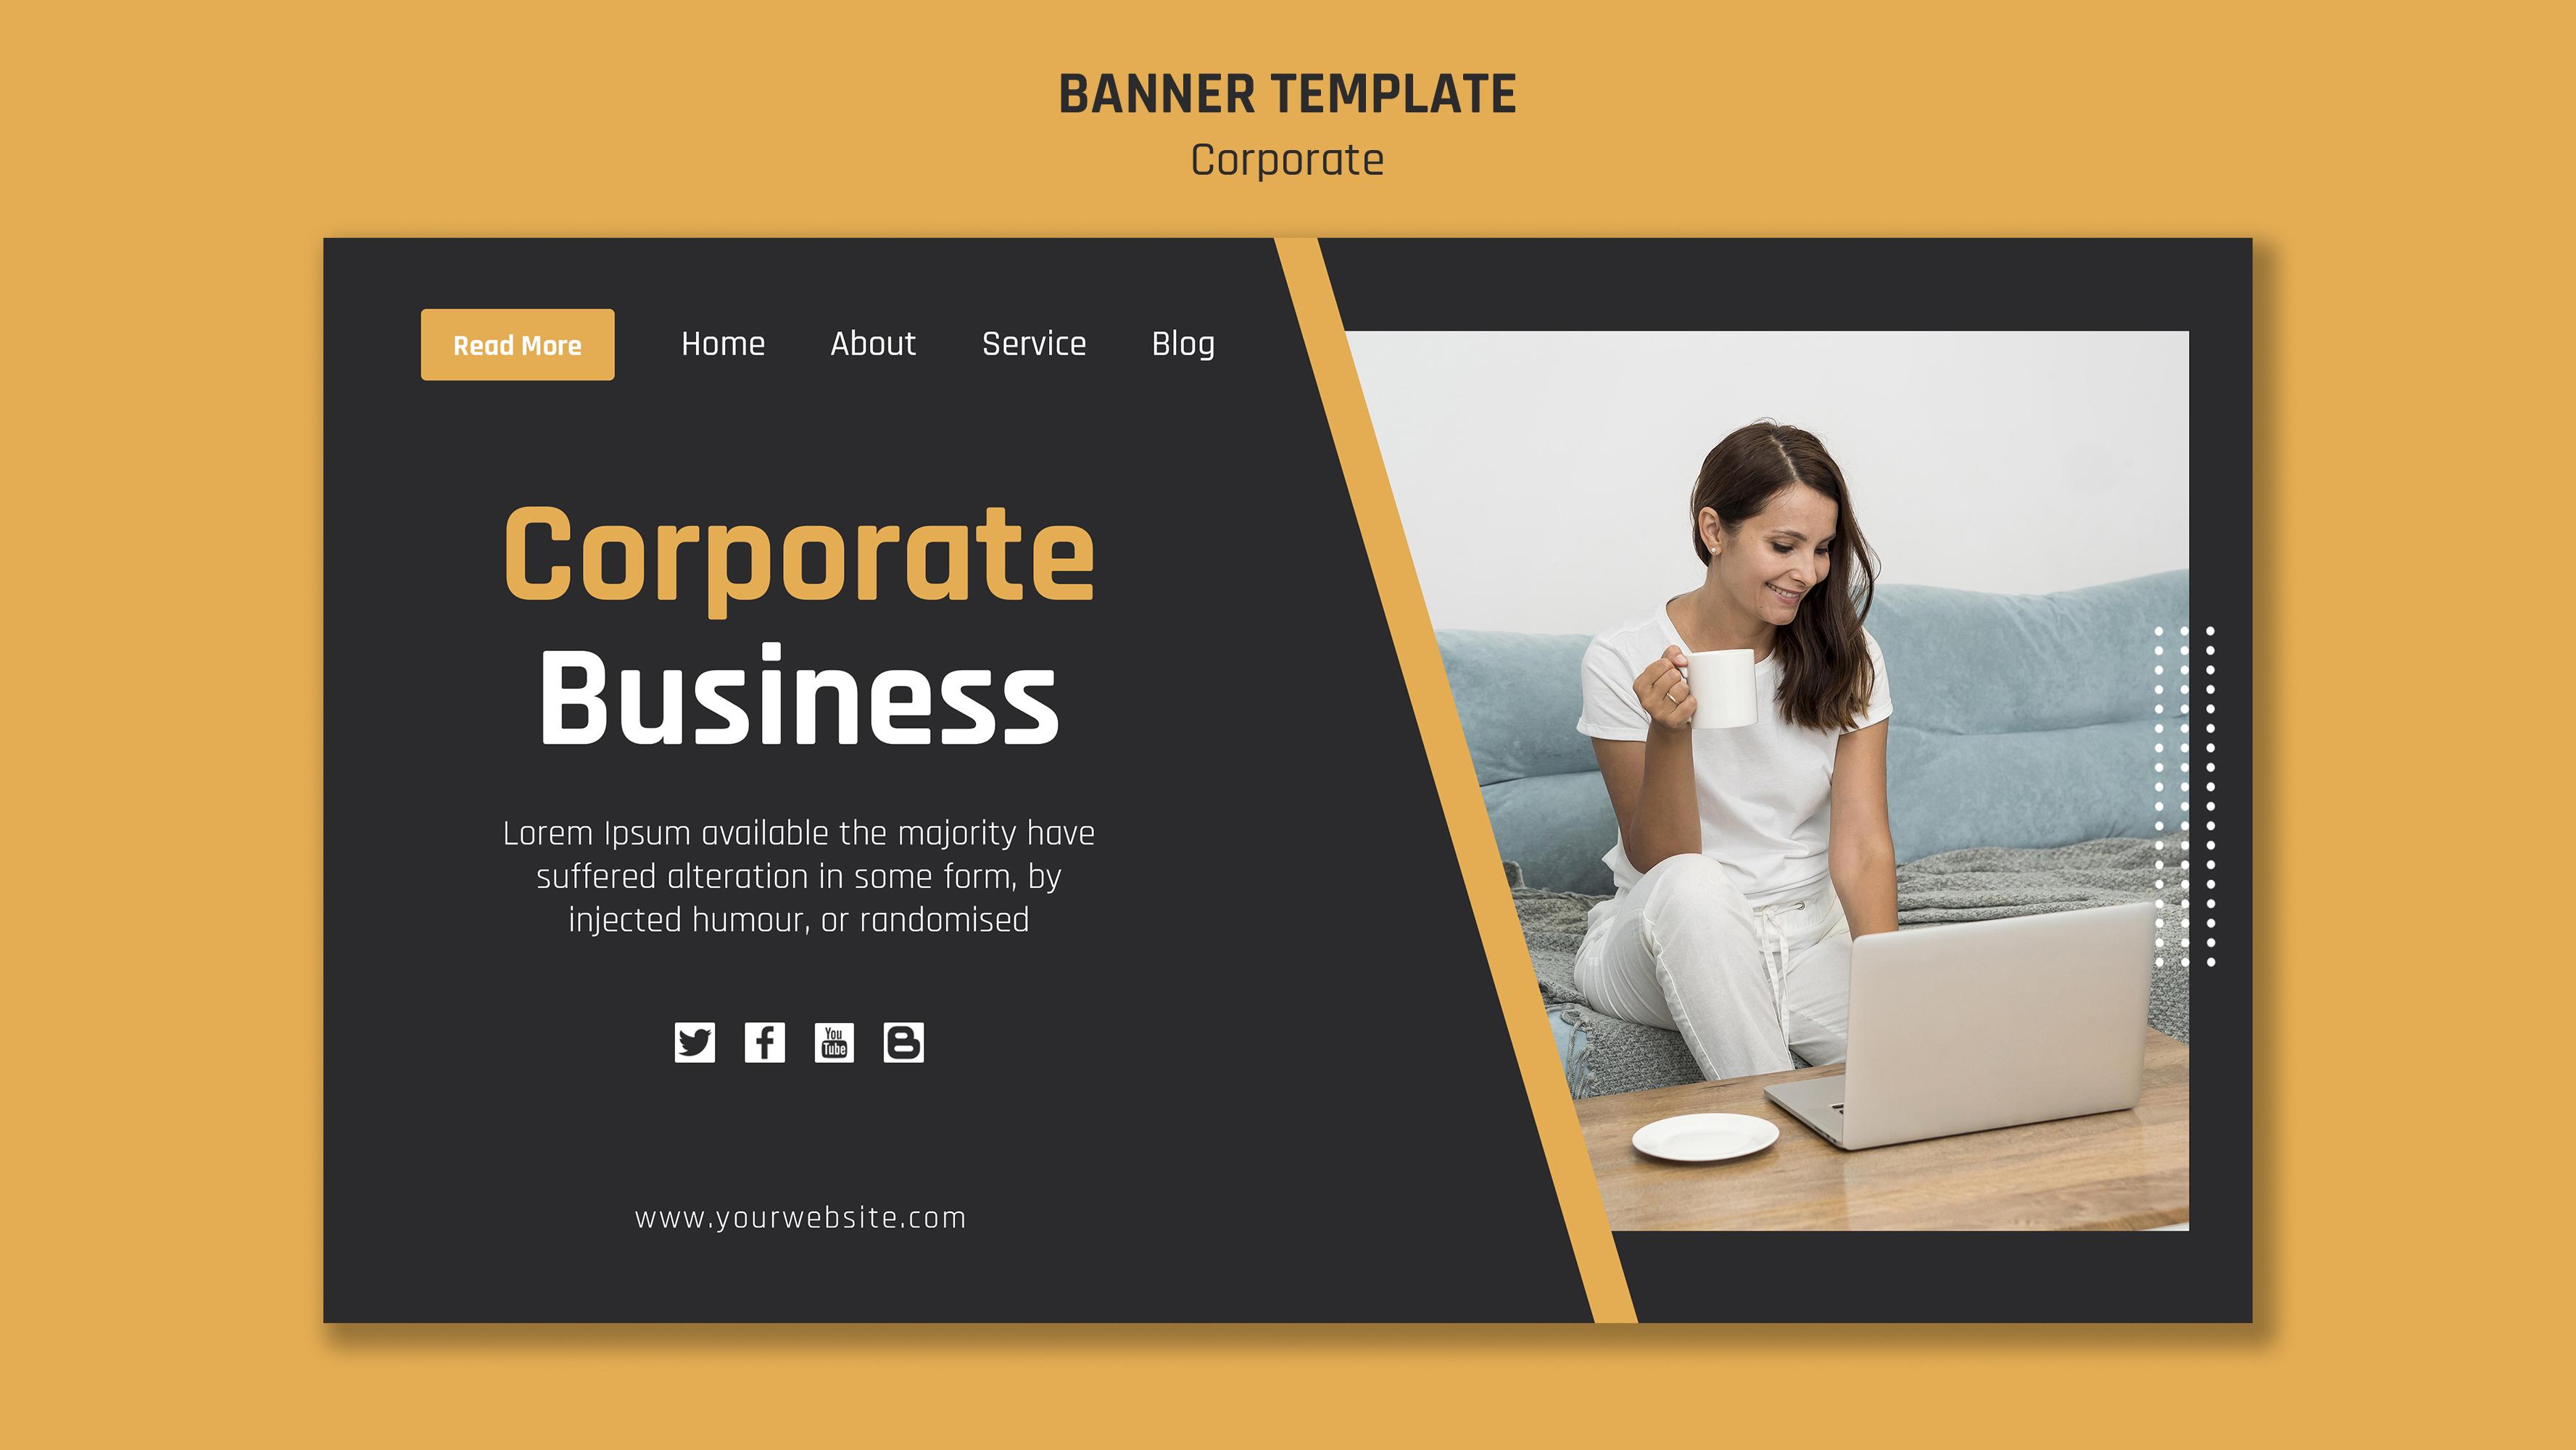 BANNER TEMPLATE
Corporate
Read More
Home
About
Service
Blog
Corporate
Business
Lorem Ipsum available the majority have
suffered alteration in some form, by
injected humour, or randomised
You
Tube
www.yourwebsite.com